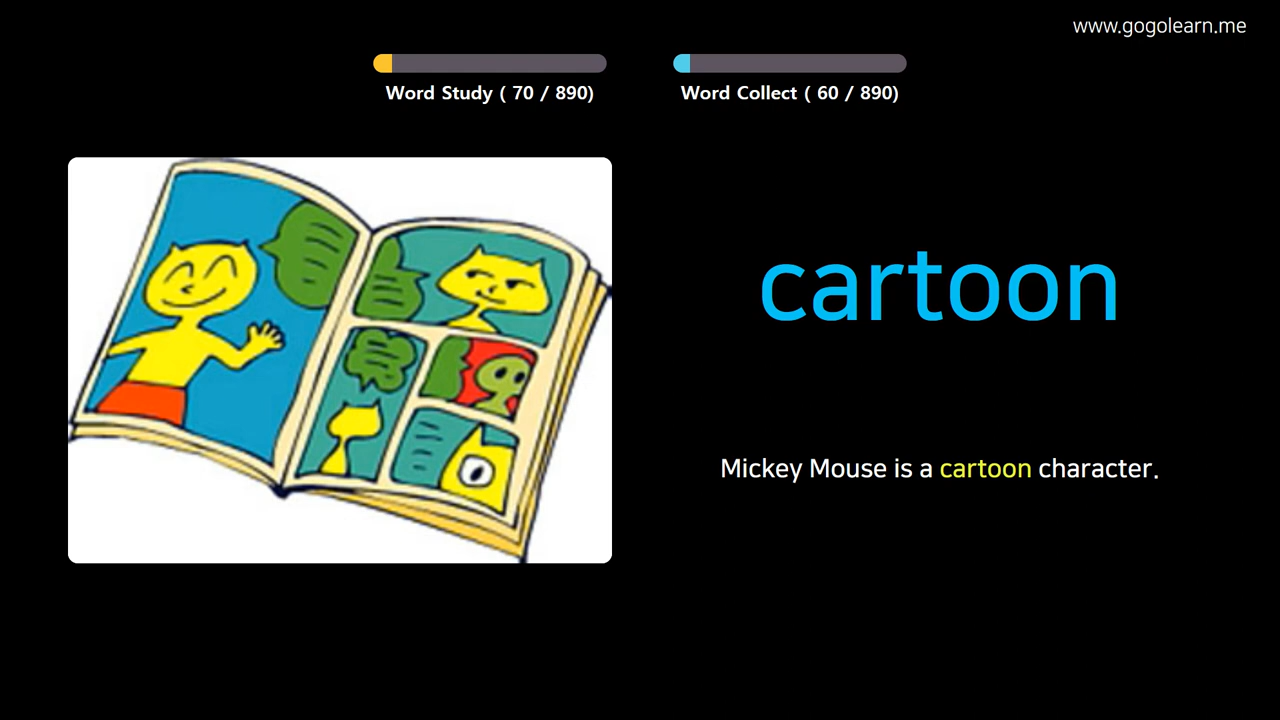 www.gogolearn.me
Word Study ( 70 / 890)
Word Collect ( 60 / 890)
cartoon
Mickey Mouse is a cartoon character.